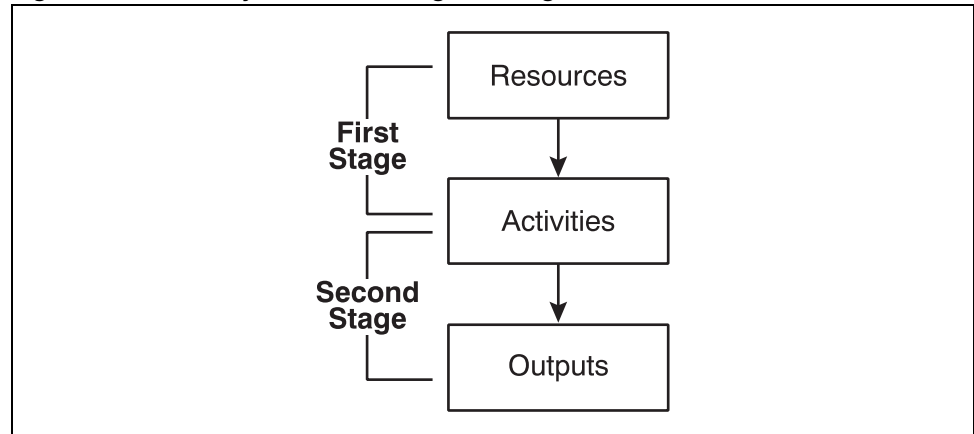 Resources
First
Stage
Activities
Second
Stage
Outputs